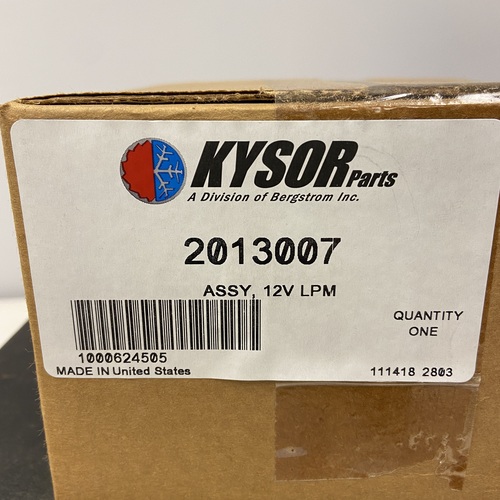 KYSOR Parts
A Division of Bergstrom Inc.
2013007
ASSY, 12V LPM
QUANTITY
ONE
1000624505
MADE IN United States
111418 2803